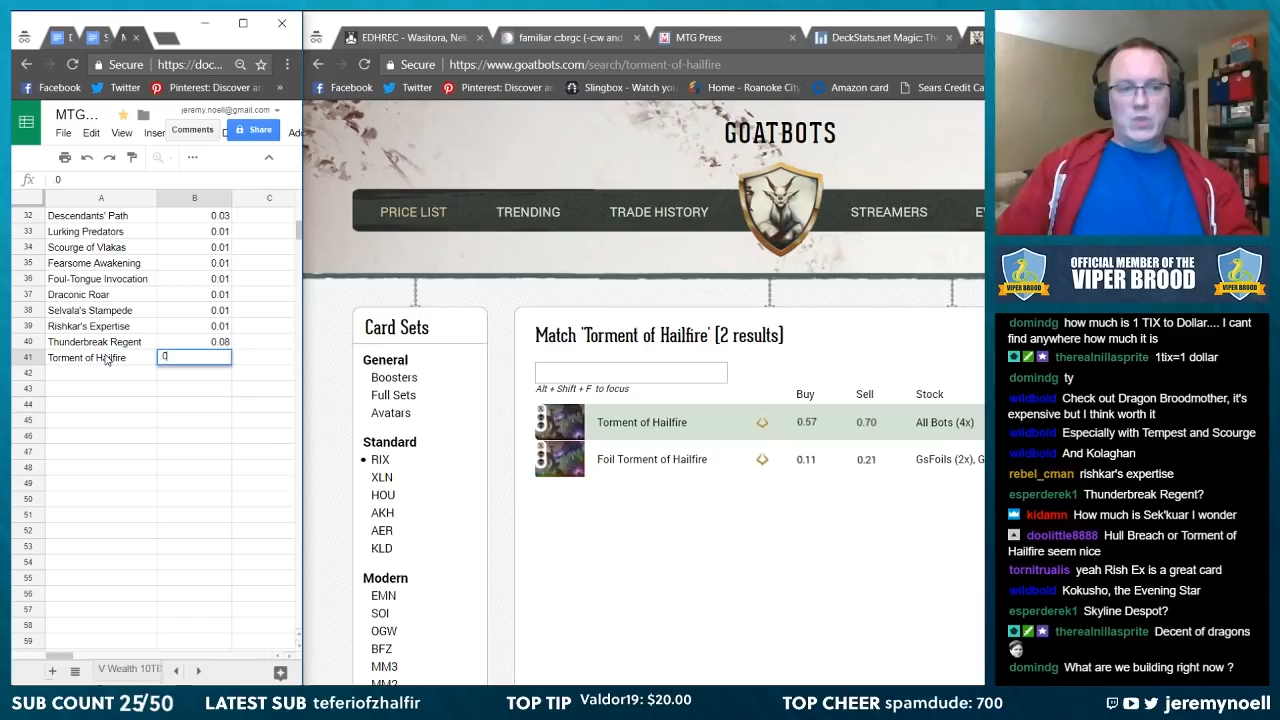 EDHREC - Wasitora, Nek
familiar c:brgc (-c:w and
MTG Press
DeckStats.net Magic: The
Secure
https://doc...
Secure
https://www.goatbots.com/search/torment-of-hailfire
Facebook
Twitter
Pinterest: Discover an
»
Facebook
Twitter
Pinterest: Discover an
Slingbox - Watch you
Home - Roanoke City
Amazon card
Sears Credit Ca
MTG...
jeremy.noell@gmail.com
File
Edit
View
Inser
Comments
Share
fx
0
A
B
C
32 Descendants' Path 0.03
33 Lurking Predators 0.01
34 Scourge of Vlakas 0.01
35 Fearsome Awakening 0.01
36 Foul-Tongue Invocation 0.01
37 Draconic Roar 0.01
38 Selvala's Stampede 0.01
39 Rishkar's Expertise 0.01
40 Thunderbreak Regent 0.08
41 Torment of Hailfire 0
42
43
44
45
46
47
48
49
50
51
52
53
54
55
56
57
58
59
V Wealth 10TI
GOATBOTS
PRICE LIST
TRENDING
TRADE HISTORY
STREAMERS
Card Sets
General
Boosters
Full Sets
Avatars
Standard
RIX
XLN
HOU
AKH
AER
KLD
Modern
EMN
SOI
OGW
BFZ
MM3
MM2
Match 'Torment of Hailfire' [2 results]
Alt + Shift + F to focus
Buy
Sell
Stock
Torment of Hailfire 0.57 0.70 All Bots (4x)
Foil Torment of Hailfire 0.11 0.21 GsFoils (2x), G
OFFICIAL MEMBER OF THE
VIPER BROOD
domindg how much is 1 TIX to Dollar.... I cant
find anywhere how much it is
therealnillasprite 1tix=1 dollar
domindg ty
wildbold Check out Dragon Broodmother, it's
expensive but I think worth it
wildbold Especially with Tempest and Scourge
wildbold And Kolaghan
rebel_cman rishkar's expertise
esperderek1 Thunderbreak Regent?
kidamn How much is Sek'kuar I wonder
doolittle8888 Hull Breach or Torment of
Hailfire seem nice
tornitrualis yeah Rish Ex is a great card
wildbold Kokusho, the Evening Star
esperderek1 Skyline Despot?
therealnillasprite Decent of dragons
domindg What are we building right now ?
SUB COUNT 25/50
LATEST SUB teferiofzhalfir
TOP TIP Valdor19: $20.00
TOP CHEER spamdude: 700
jeremynoell